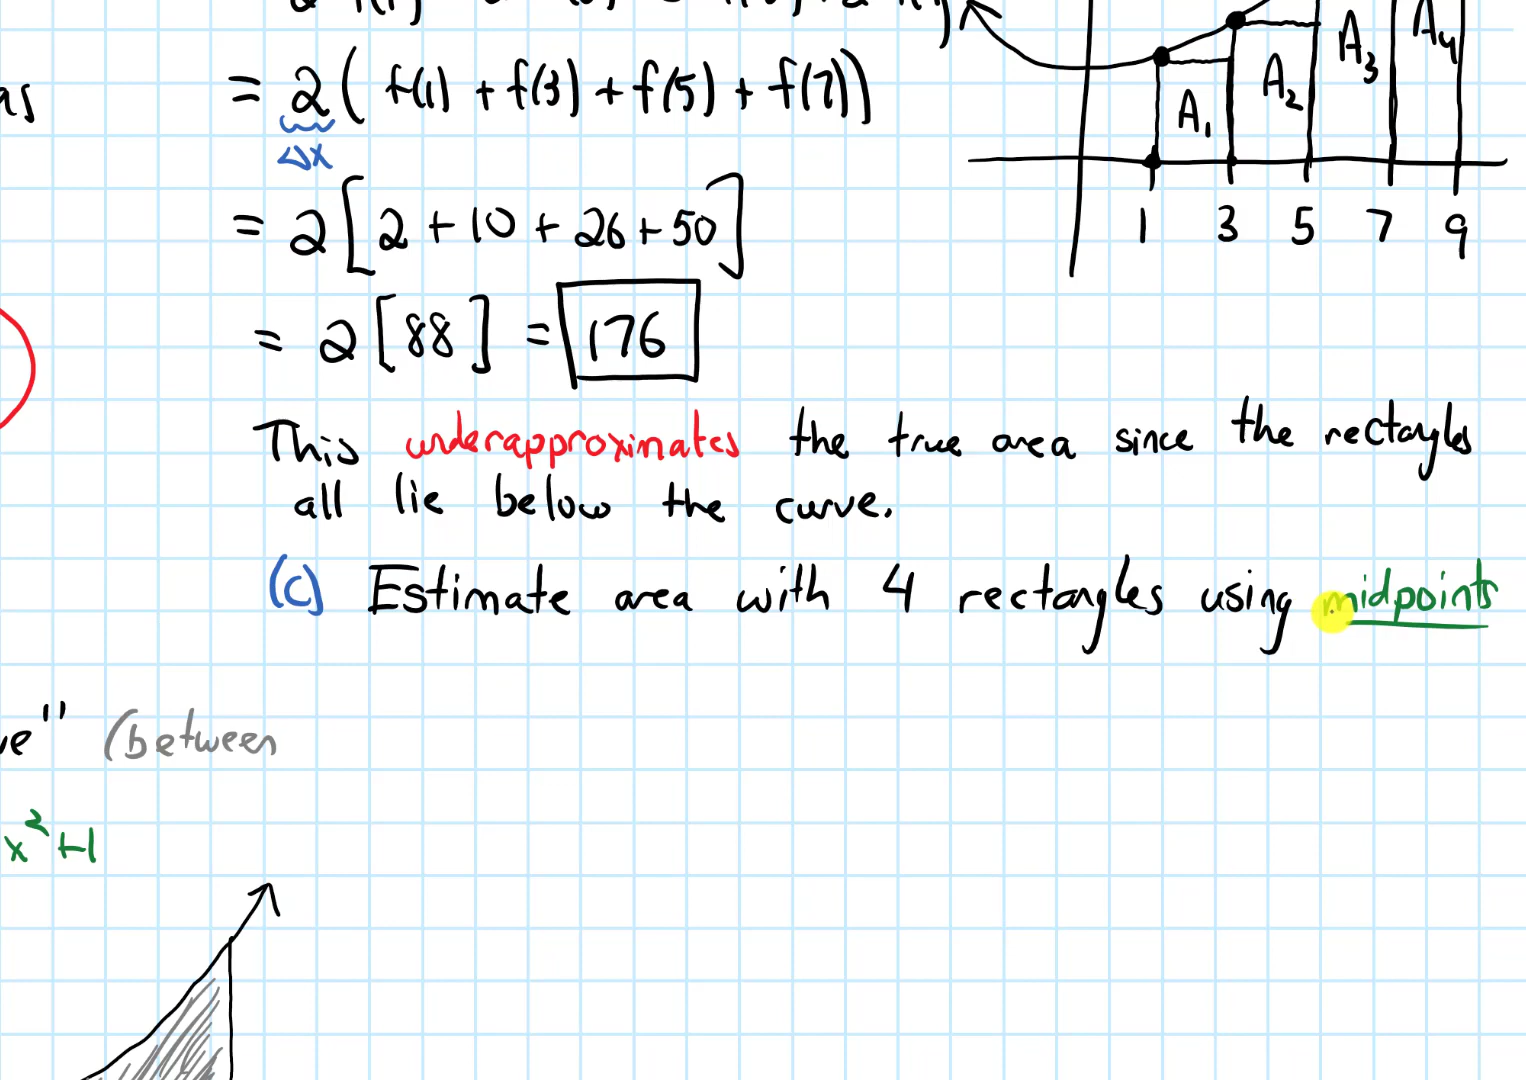 = 2 ( f(1) + f(3) + f(5) + f(7))
as
Δx
= 2 [ 2 + 10 + 26 + 50 ]
= 2 [ 88 ] = 176
A₁ A₂ A₃ A₄
1 3 5 7 9
This underapproximates the true area since the rectangles
all lie below the curve.
(c) Estimate area with 4 rectangles using midpoints
" (between
x²+1